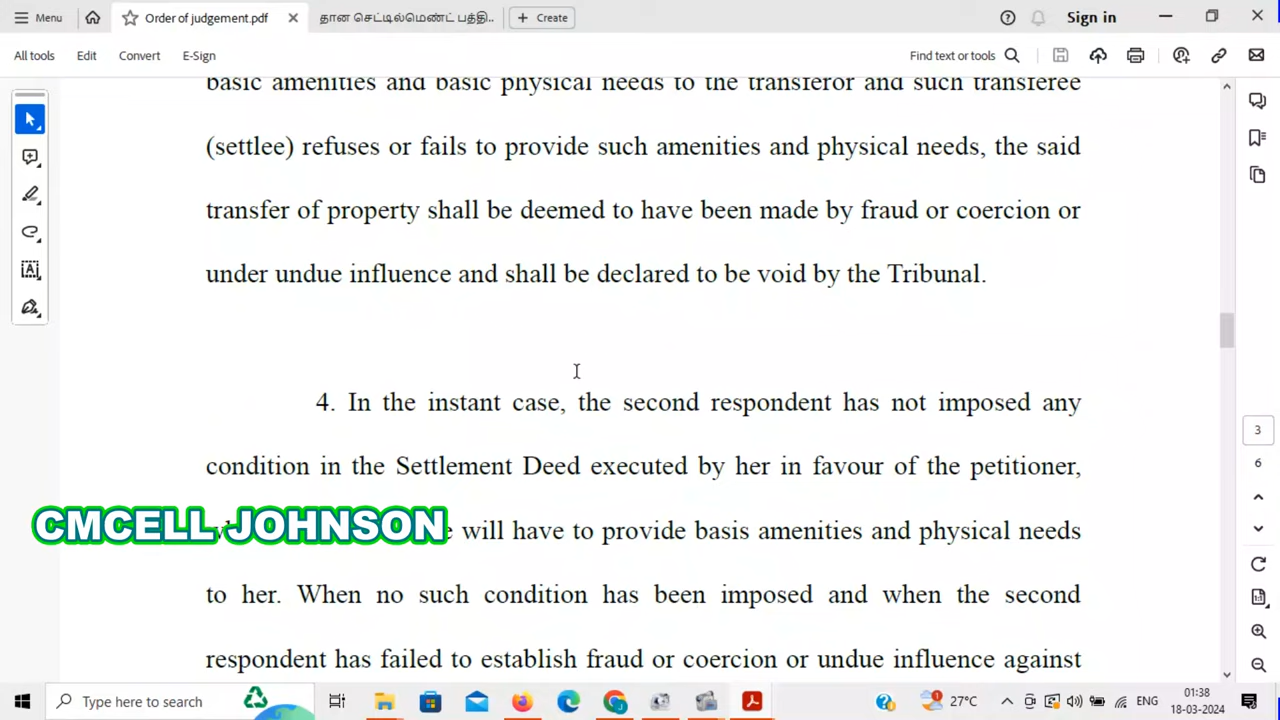 Menu
Order of judgement.pdf
தான செட்டில்மெண்ட் பத்தி..
Create
Sign in
All tools
Edit
Convert
E-Sign
Find text or tools
basic amenities and basic physical needs to the transferor and such transferee
(settlee) refuses or fails to provide such amenities and physical needs, the said
transfer of property shall be deemed to have been made by fraud or coercion or
under undue influence and shall be declared to be void by the Tribunal.
4. In the instant case, the second respondent has not imposed any
condition in the Settlement Deed executed by her in favour of the petitioner,
will have to provide basis amenities and physical needs
CMCELL JOHNSON
to her. When no such condition has been imposed and when the second
respondent has failed to establish fraud or coercion or undue influence against
3
6
Type here to search
27°C
ENG
01:38
18-03-2024